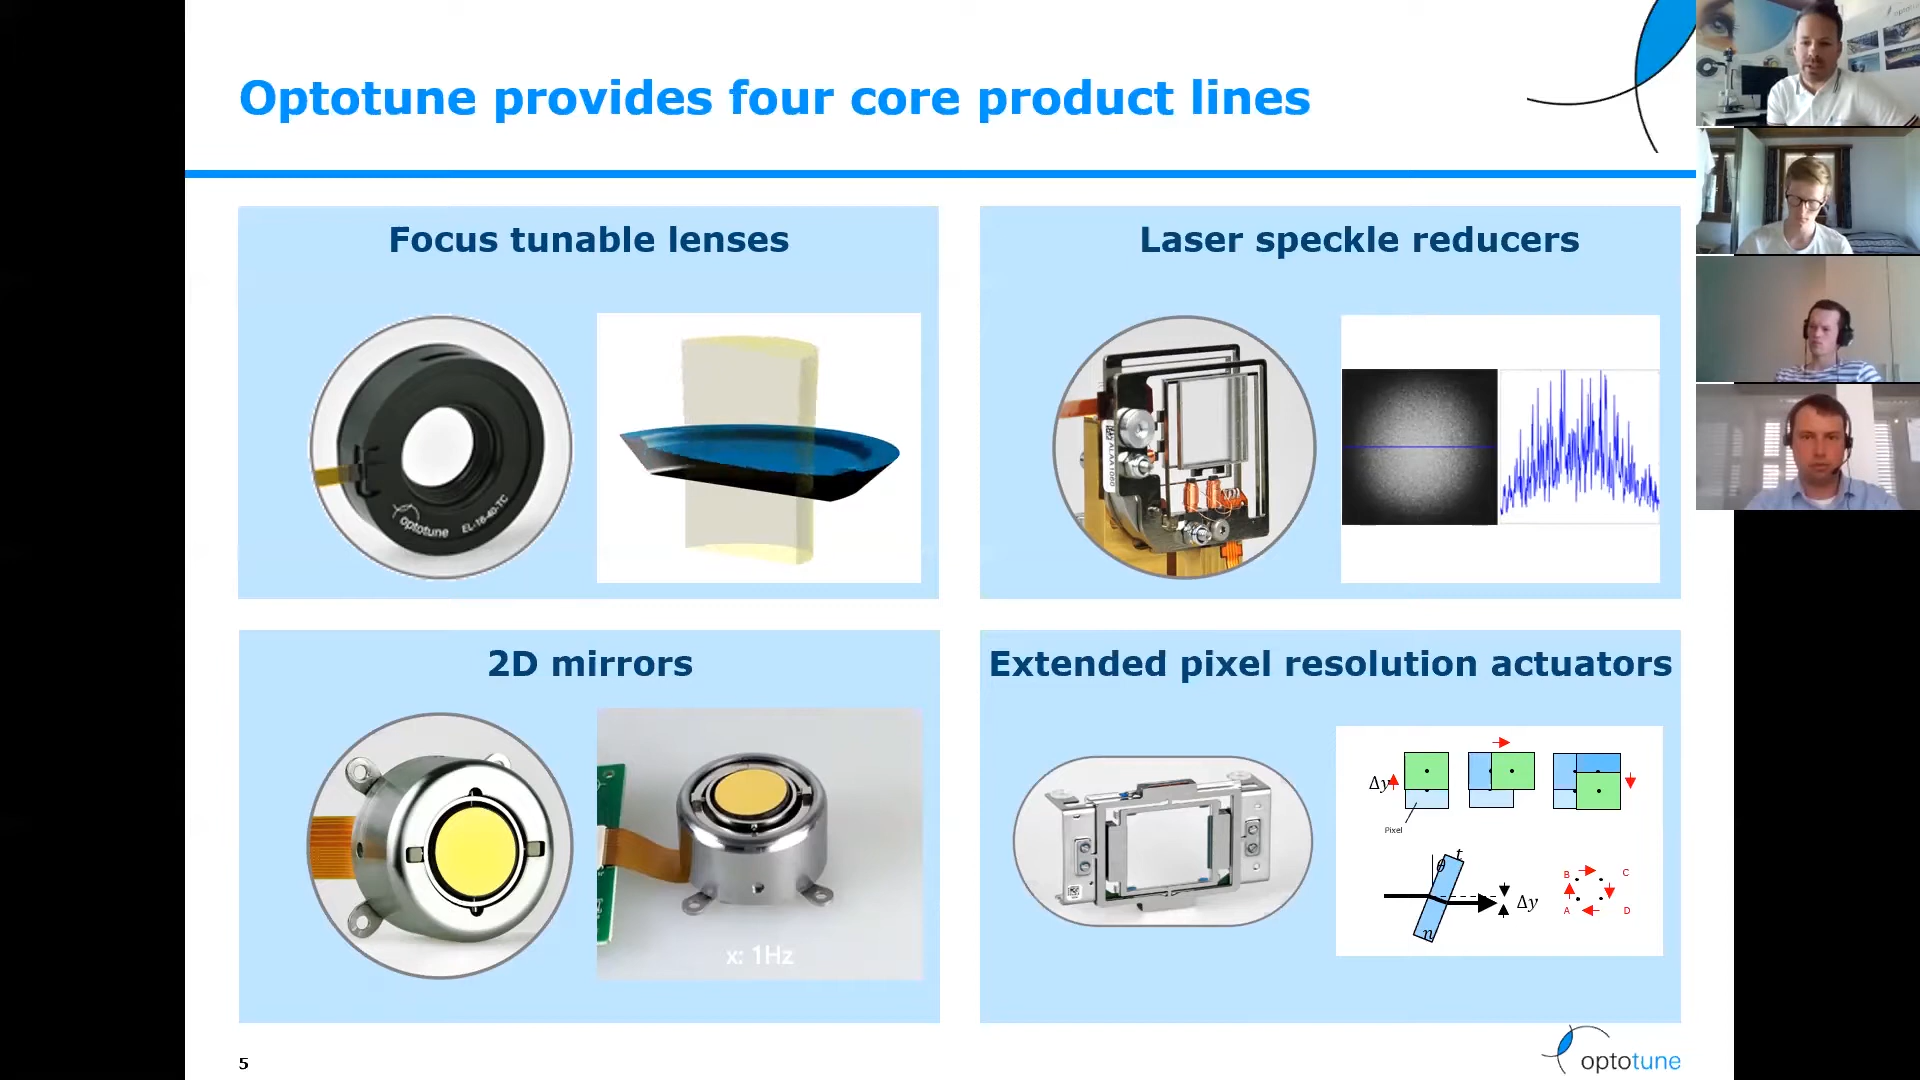 Optotune provides four core product lines
Focus tunable lenses
optotune
EL-16-40-TC
Laser speckle reducers
2D mirrors
x: 1Hz
Extended pixel resolution actuators
Δy
Pixel
θ
t
n
Δy
B
C
A
D
5
optotune